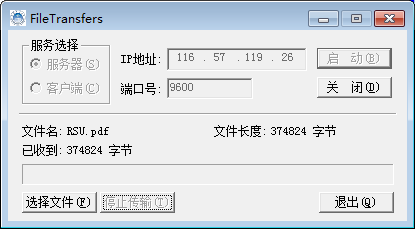 FileTransfers
服务选择
服务器(S)
客户端(C)
IP地址: 116 . 57 . 119 . 26
启 动(B)
端口号: 9600
关 闭(D)
文件名: RSU.pdf
文件长度: 374824 字节
已收到: 374824 字节
选择文件(F)
停止传输(T)
退出(Q)